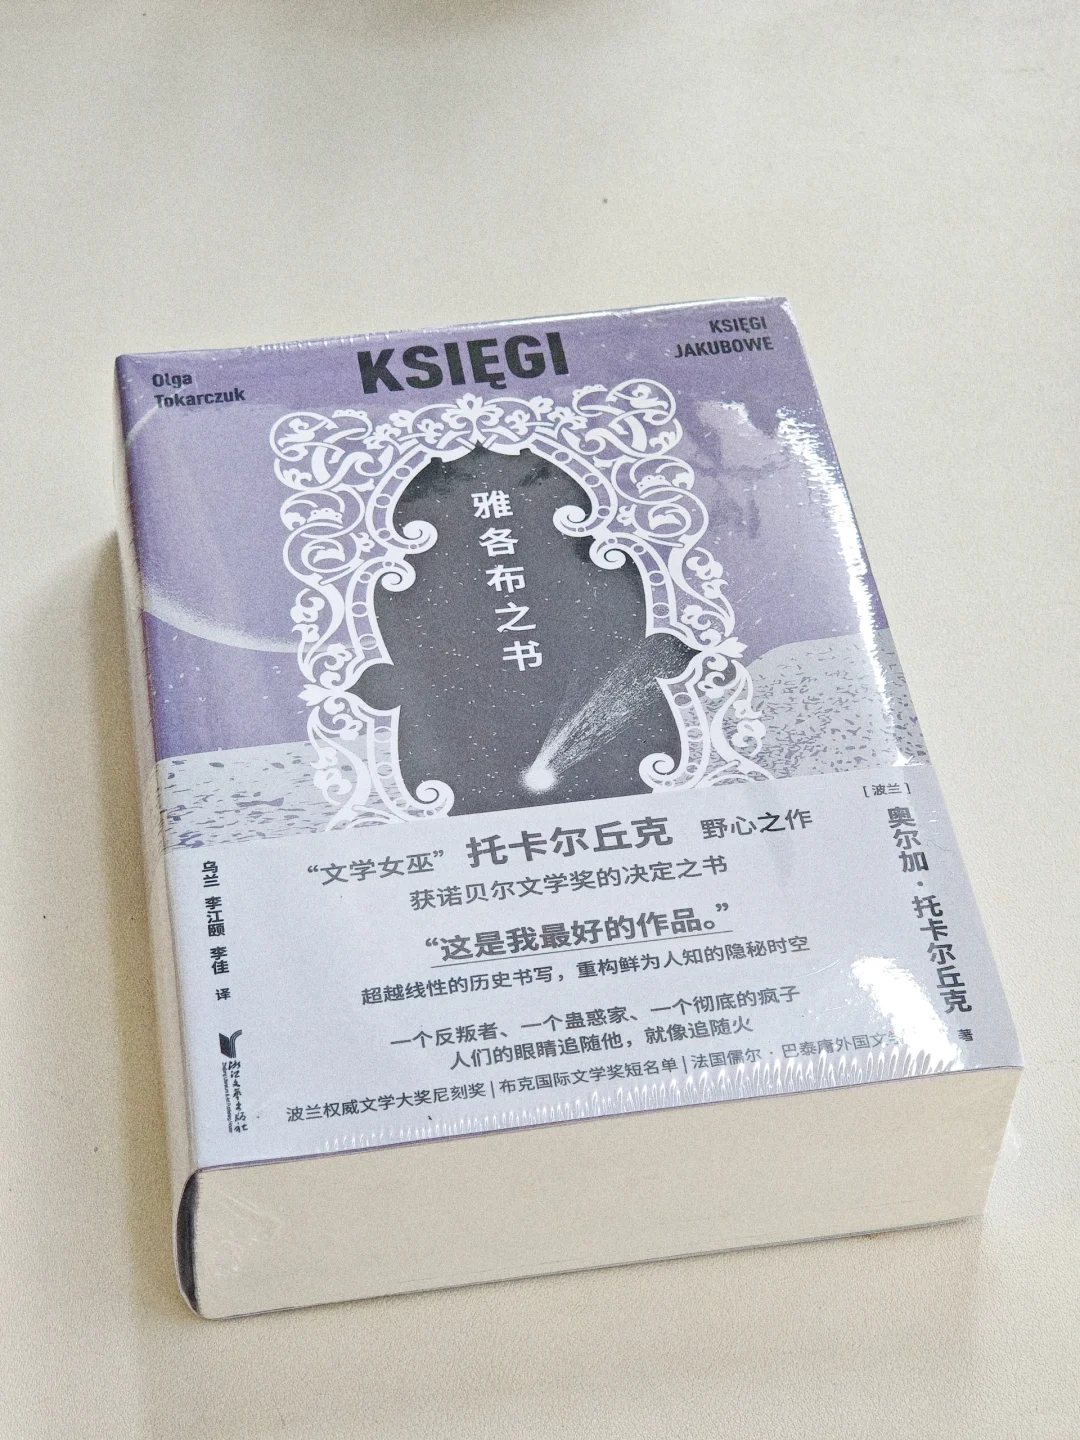 Olga
Tokarczuk
KSIĘGI
KSIĘGI
JAKUBOWE
雅各布之书
[波兰]
奥尔加·托卡尔丘克
著
“文学女巫” 托卡尔丘克 野心之作
获诺贝尔文学奖的决定之书
“这是我最好的作品。”
超越线性的历史书写，重构鲜为人知的隐秘时空
一个反叛者、一个蛊惑家、一个彻底的疯子
人们的眼睛追随他，就像追随火
波兰权威文学大奖尼刻奖|布克国际文学奖短名单|法国儒尔·巴泰庸外国文学
乌兰 李江颐 李佳 译
浙江文艺出版社